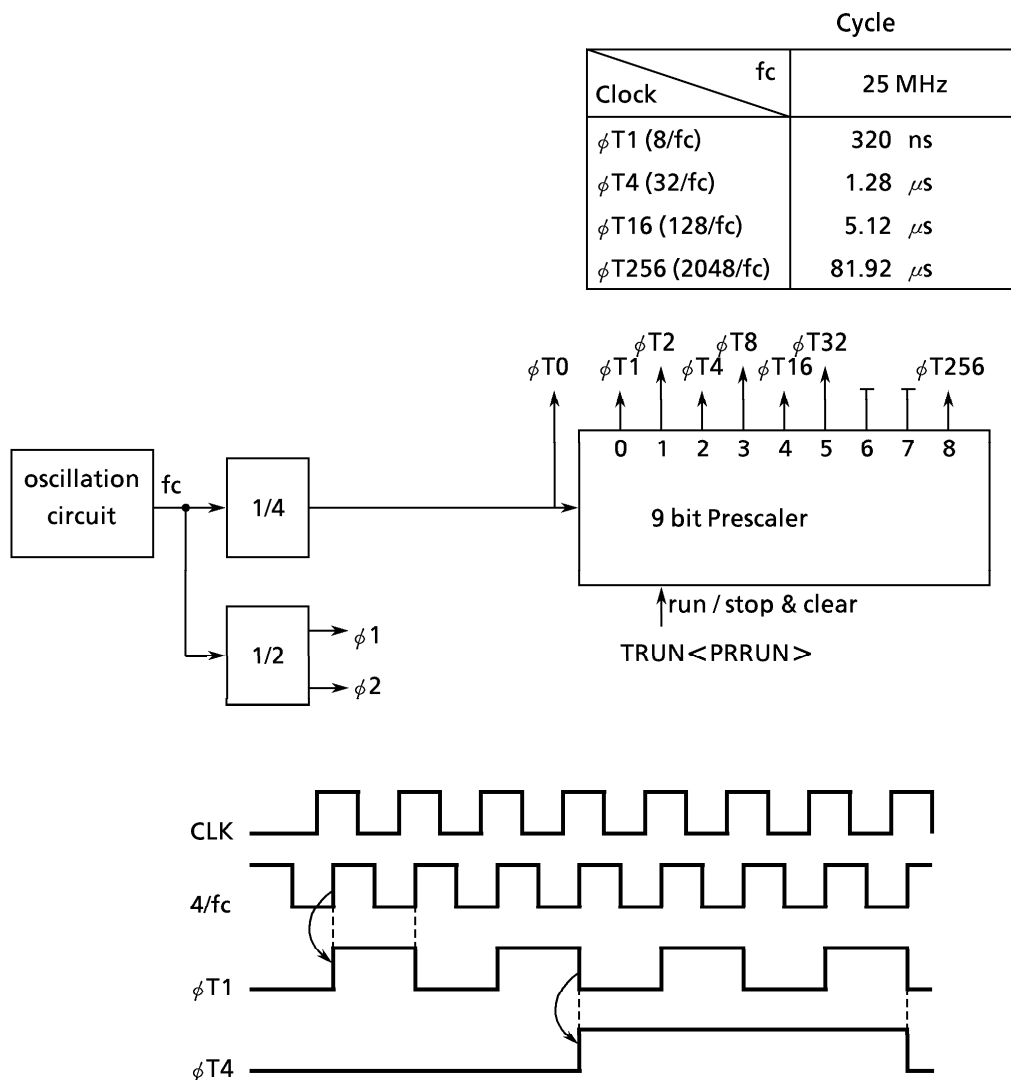 Cycle
fc
Clock
25 MHz
ϕT1 (8/fc) 320 ns
ϕT4 (32/fc) 1.28 μs
ϕT16 (128/fc) 5.12 μs
ϕT256 (2048/fc) 81.92 μs
ϕT2 ϕT8 ϕT32
ϕT0 ϕT1 ϕT4 ϕT16 ϕT256
0 1 2 3 4 5 6 7 8
oscillation
circuit
fc
1/4
9 bit Prescaler
run / stop & clear
TRUN<PRRUN>
1/2
ϕ1
ϕ2
CLK
4/fc
ϕT1
ϕT4